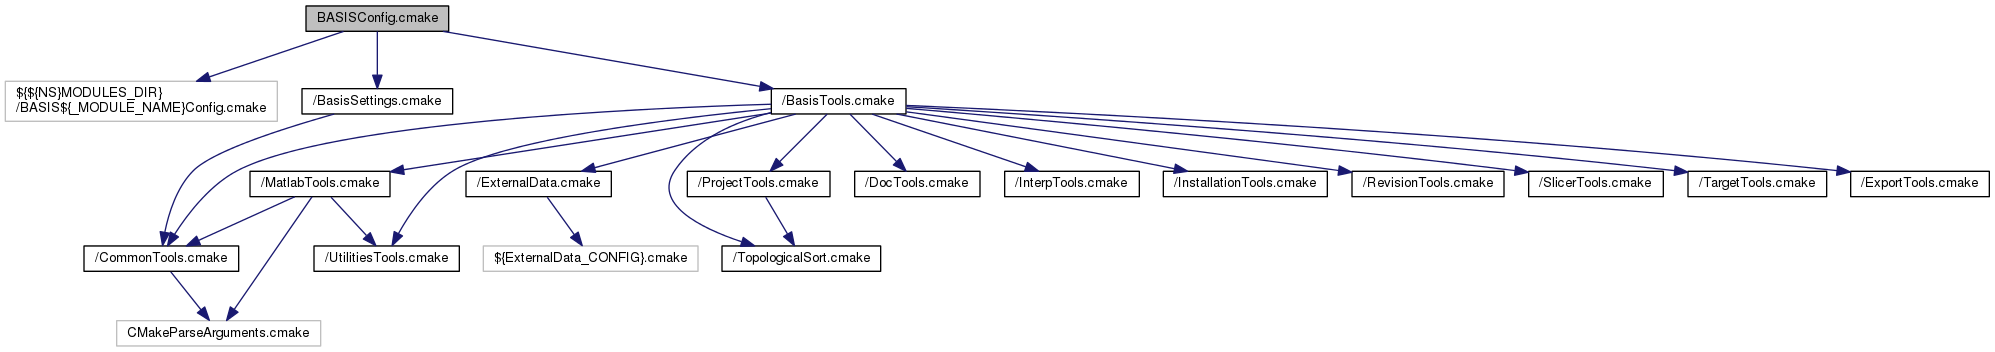 BASISConfig.cmake
${${NS}MODULES_DIR}
/BASIS${_MODULE_NAME}Config.cmake
/BasisSettings.cmake
/BasisTools.cmake
/MatlabTools.cmake
/ExternalData.cmake
/ProjectTools.cmake
/DocTools.cmake
/InterpTools.cmake
/InstallationTools.cmake
/RevisionTools.cmake
/SlicerTools.cmake
/TargetTools.cmake
/ExportTools.cmake
/CommonTools.cmake
/UtilitiesTools.cmake
${ExternalData_CONFIG}.cmake
/TopologicalSort.cmake
CMakeParseArguments.cmake